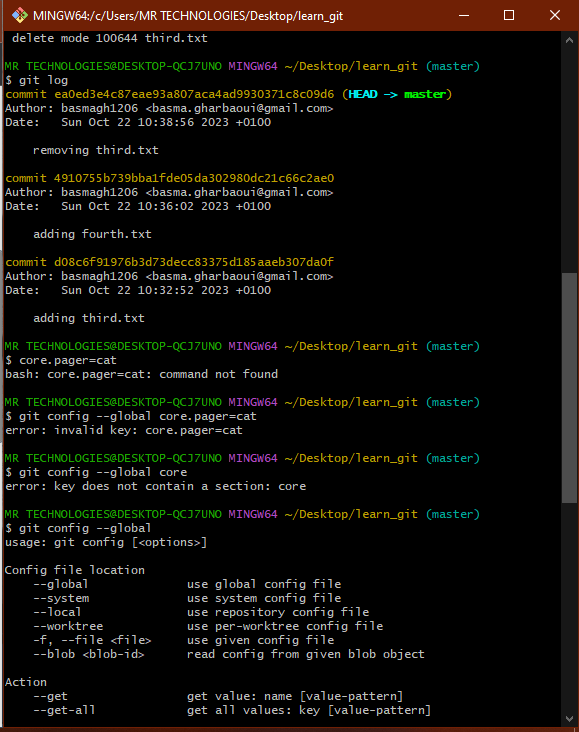 MINGW64:/c/Users/MR TECHNOLOGIES/Desktop/learn_git
delete mode 100644 third.txt
MR TECHNOLOGIES@DESKTOP-QCJ7UNO MINGW64 ~/Desktop/learn_git (master)
$ git log
commit ea0ed3e4c87eae93a807aca4ad9930371c8c09d6 (HEAD -> master)
Author: basmagh1206 <basma.gharbaoui@gmail.com>
Date:   Sun Oct 22 10:38:56 2023 +0100
    removing third.txt
commit 4910755b739bba1fde05da302980dc21c66c2ae0
Author: basmagh1206 <basma.gharbaoui@gmail.com>
Date:   Sun Oct 22 10:36:02 2023 +0100
    adding fourth.txt
commit d08c6f91976b3d73decc83375d185aaeb307da0f
Author: basmagh1206 <basma.gharbaoui@gmail.com>
Date:   Sun Oct 22 10:32:52 2023 +0100
    adding third.txt
MR TECHNOLOGIES@DESKTOP-QCJ7UNO MINGW64 ~/Desktop/learn_git (master)
$ core.pager=cat
bash: core.pager=cat: command not found
MR TECHNOLOGIES@DESKTOP-QCJ7UNO MINGW64 ~/Desktop/learn_git (master)
$ git config --global core.pager=cat
error: invalid key: core.pager=cat
MR TECHNOLOGIES@DESKTOP-QCJ7UNO MINGW64 ~/Desktop/learn_git (master)
$ git config --global core
error: key does not contain a section: core
MR TECHNOLOGIES@DESKTOP-QCJ7UNO MINGW64 ~/Desktop/learn_git (master)
$ git config --global
usage: git config [<options>]
Config file location
    --global              use global config file
    --system              use system config file
    --local               use repository config file
    --worktree            use per-worktree config file
    -f, --file <file>     use given config file
    --blob <blob-id>      read config from given blob object
Action
    --get                 get value: name [value-pattern]
    --get-all             get all values: key [value-pattern]